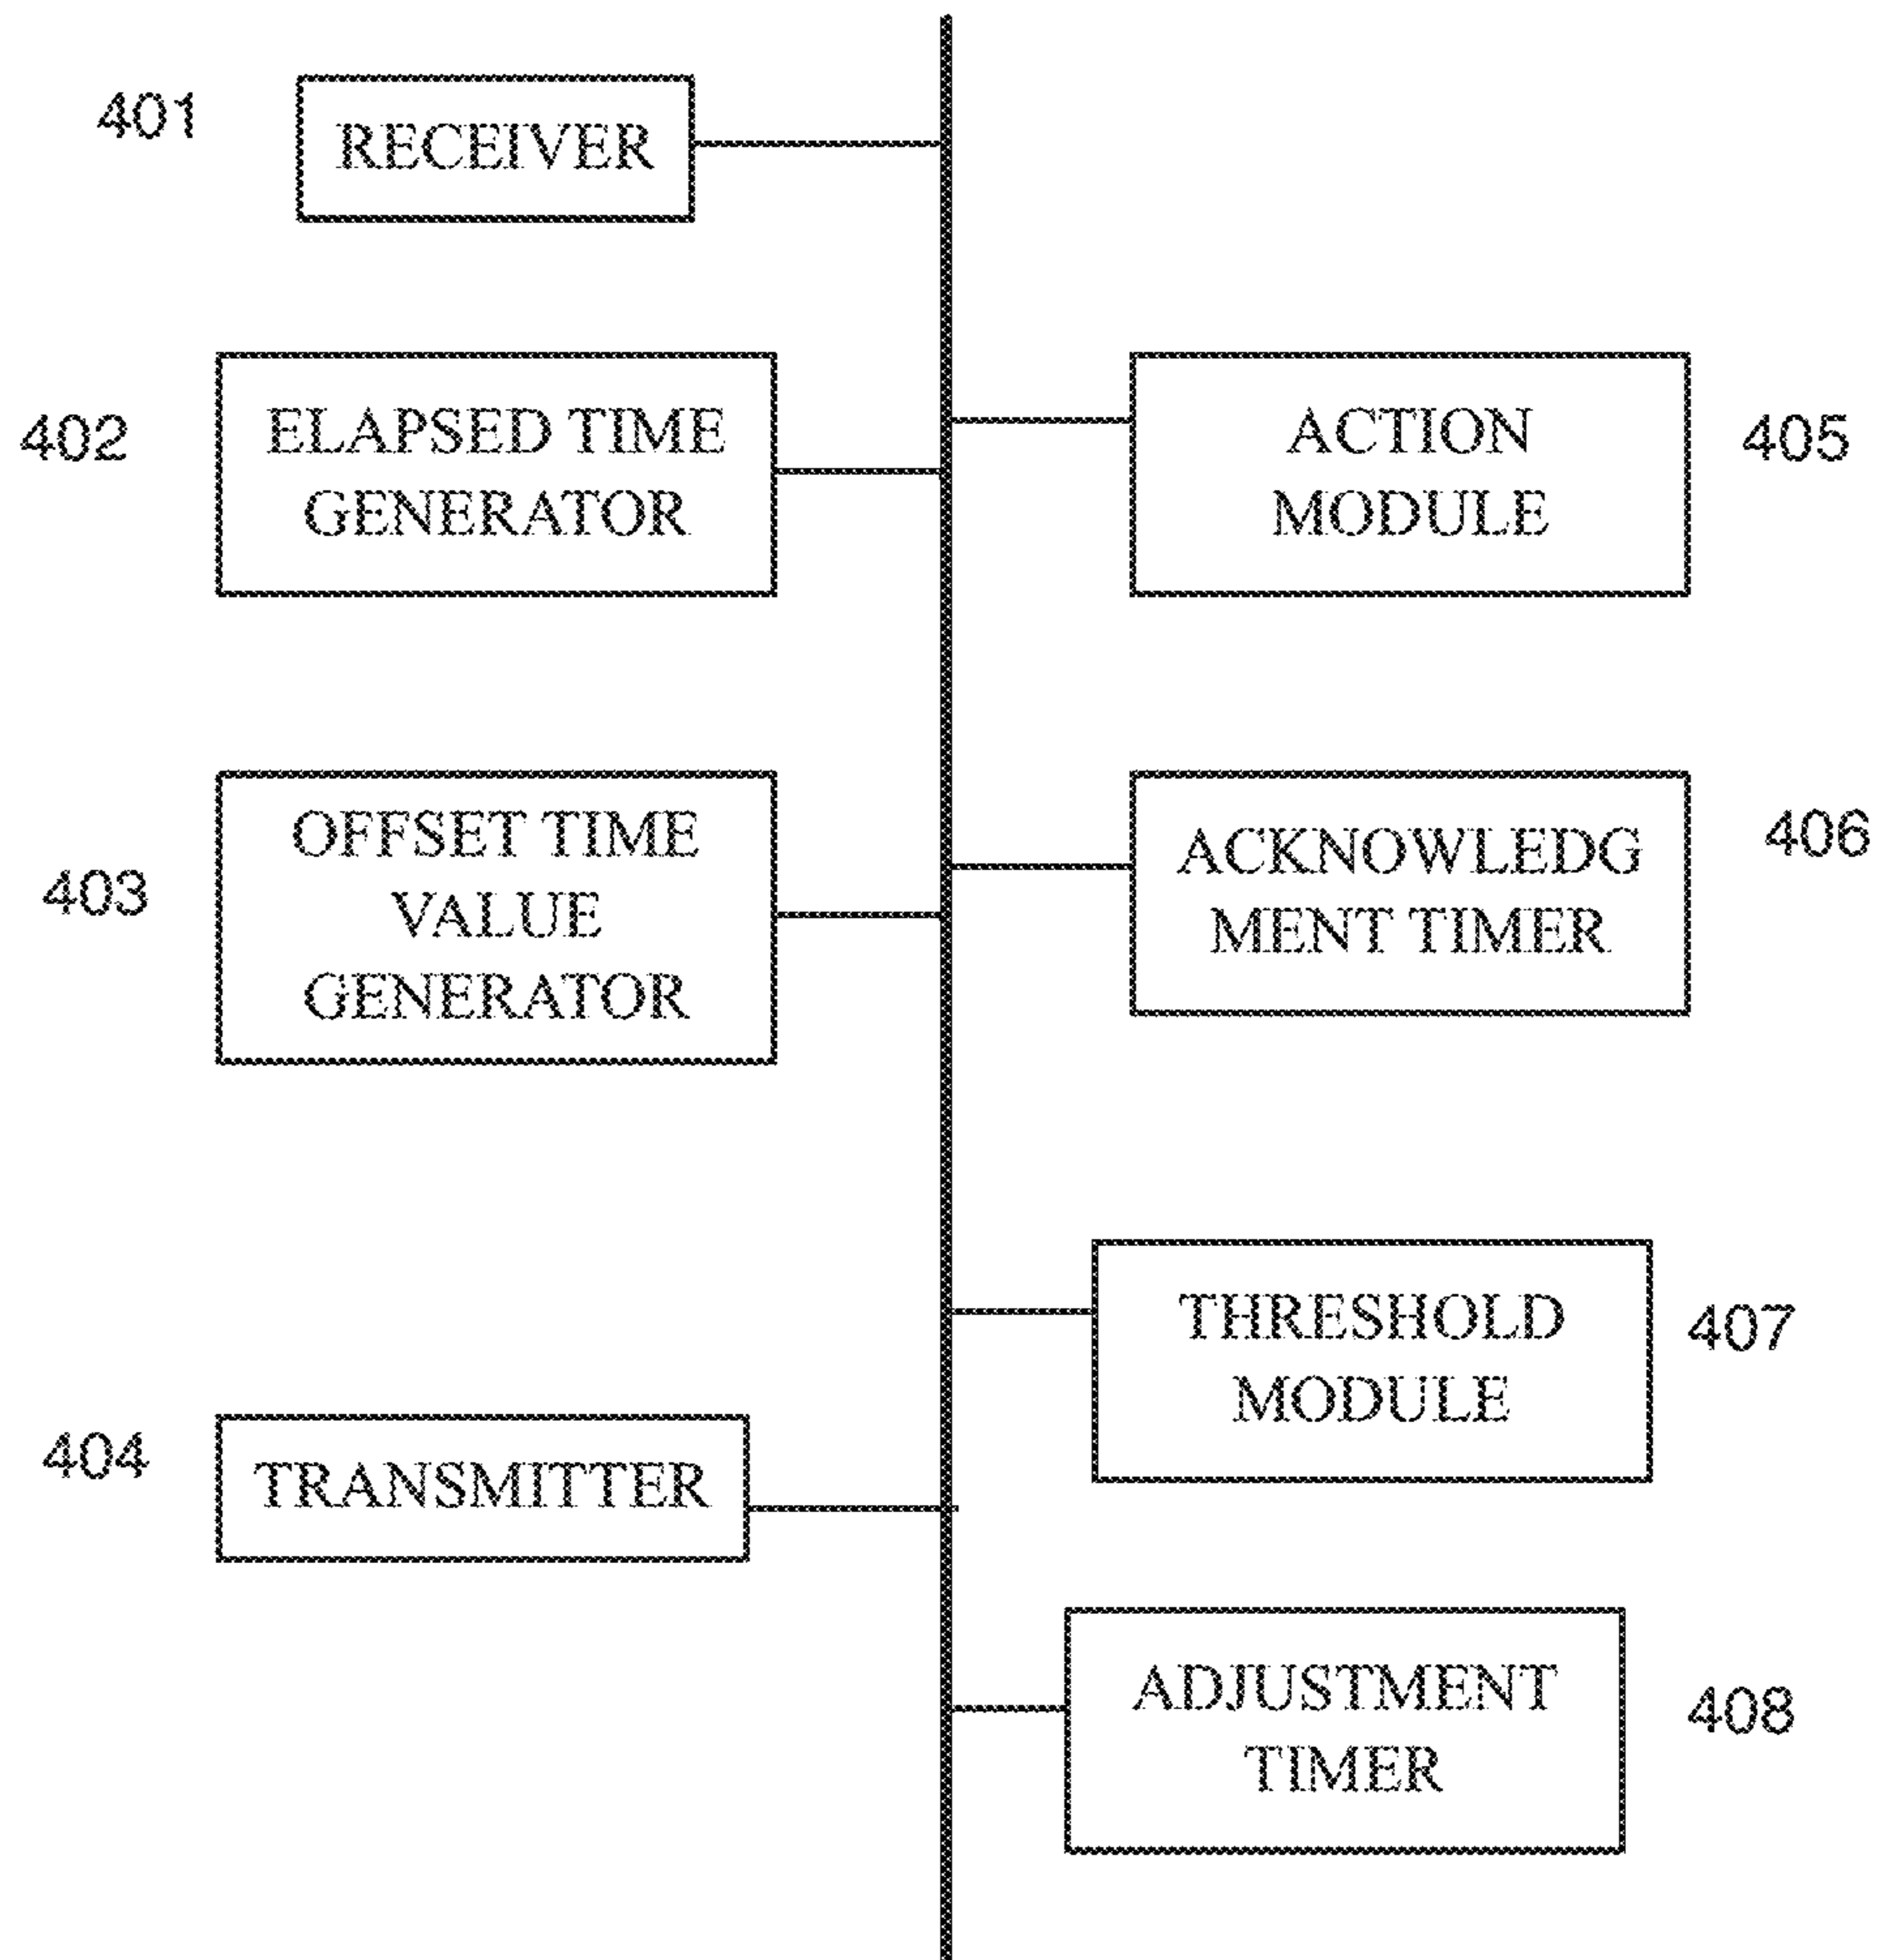 401
RECEIVER
402
ELAPSED TIME
GENERATOR
403
OFFSET TIME
VALUE
GENERATOR
404
TRANSMITTER
ACTION
MODULE
405
ACKNOWLEDG
MENT TIMER
406
THRESHOLD
MODULE
407
ADJUSTMENT
TIMER
408